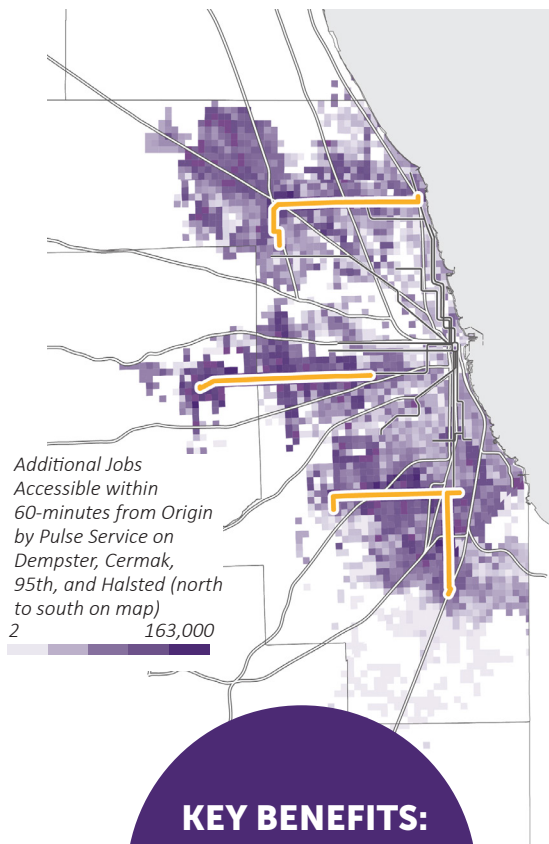 Additional Jobs
Accessible within
60-minutes from Origin
by Pulse Service on
Dempster, Cermak,
95th, and Halsted (north
to south on map)
2 163,000
KEY BENEFITS: